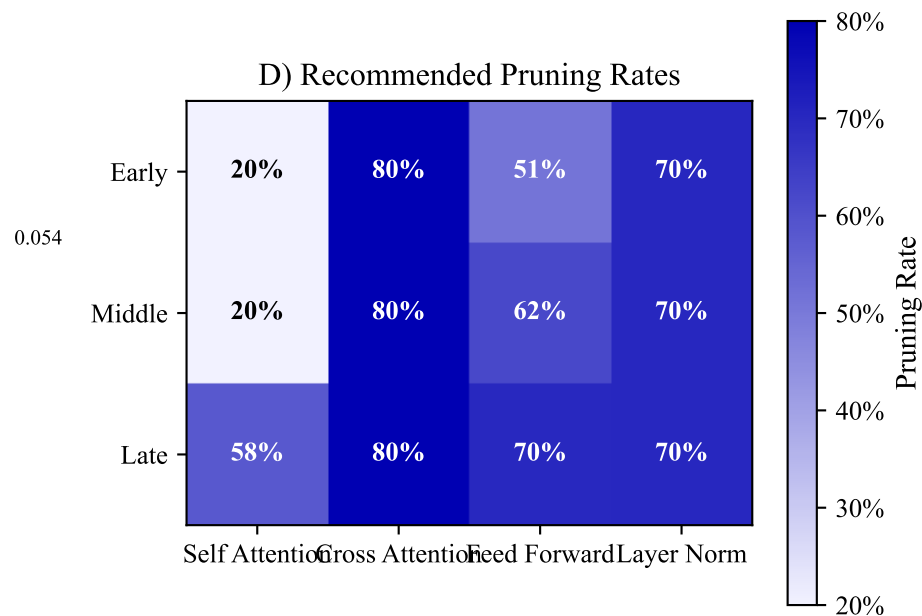 D) Recommended Pruning Rates
0.054
Early 20% 80% 51% 70%
Middle 20% 80% 62% 70%
Late 58% 80% 70% 70%
Self Attention Cross Attention Feed Forward Layer Norm
80%
70%
60%
50%
40%
30%
20%
Pruning Rate